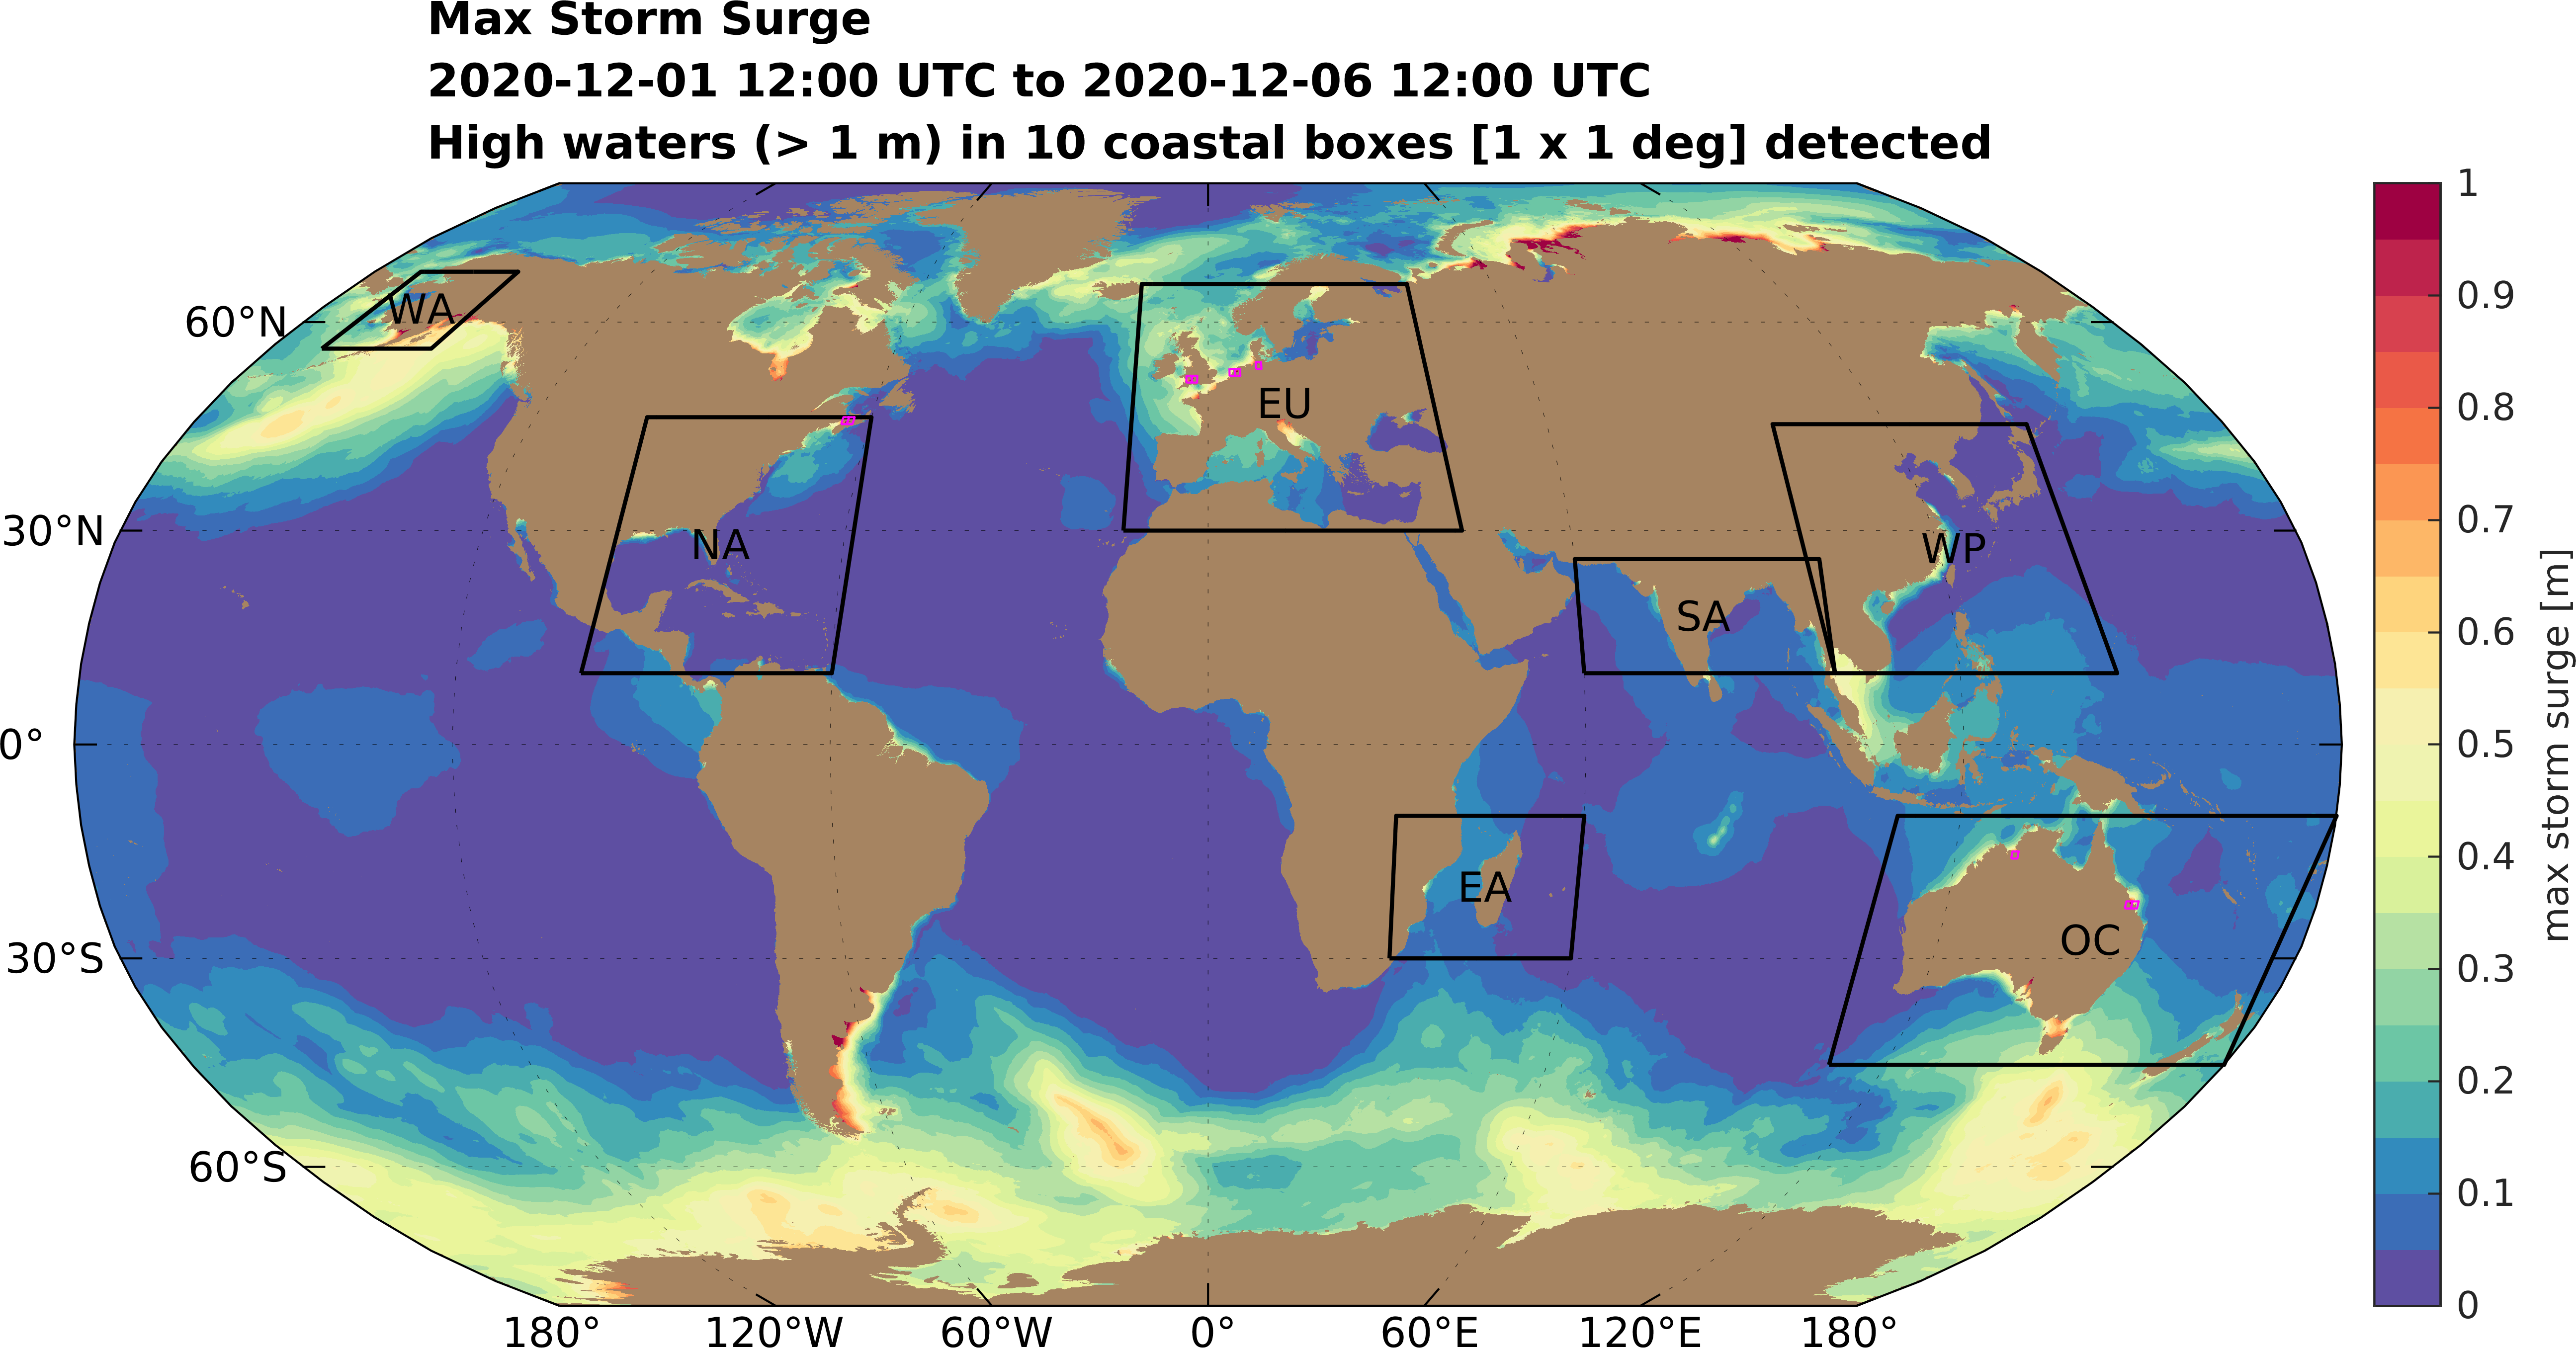 Max Storm Surge
2020-12-01 12:00 UTC to 2020-12-06 12:00 UTC
High waters (> 1 m) in 10 coastal boxes [1 x 1 deg] detected
60°N
30°N
0°
30°S
60°S
WA
NA
EU
SA
WP
EA
OC
180°
120°W
60°W
0°
60°E
120°E
180°
1
0.9
0.8
0.7
0.6
0.5
0.4
0.3
0.2
0.1
0
max storm surge [m]